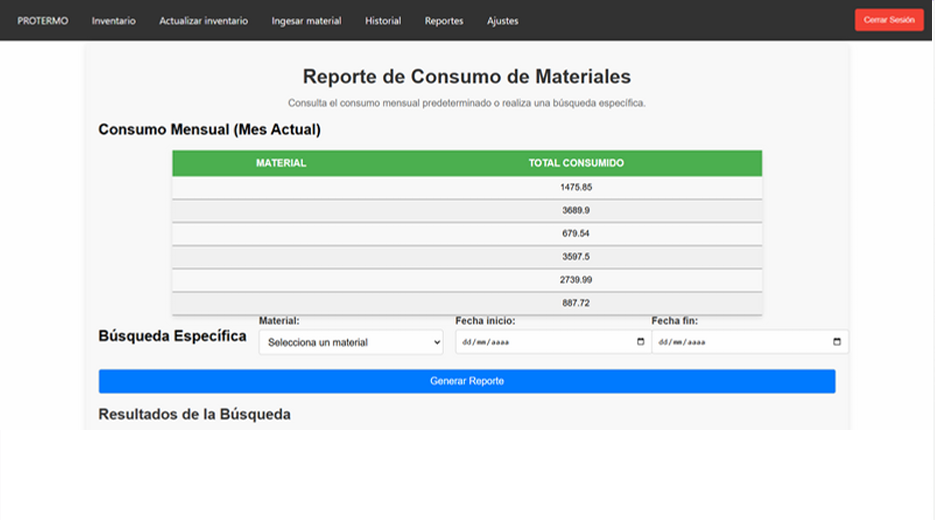 PROTERMO Inventario Actualizar inventario Ingesar material Historial Reportes Ajustes Cerrar Sesión
Reporte de Consumo de Materiales
Consulta el consumo mensual predeterminado o realiza una búsqueda específica.
Consumo Mensual (Mes Actual)
MATERIAL TOTAL CONSUMIDO
1475.85
3689.9
679.54
3597.5
2739.99
887.72
Búsqueda Específica
Material: Fecha inicio: Fecha fin:
Selecciona un material dd/mm/aaaa dd/mm/aaaa
Generar Reporte
Resultados de la Búsqueda